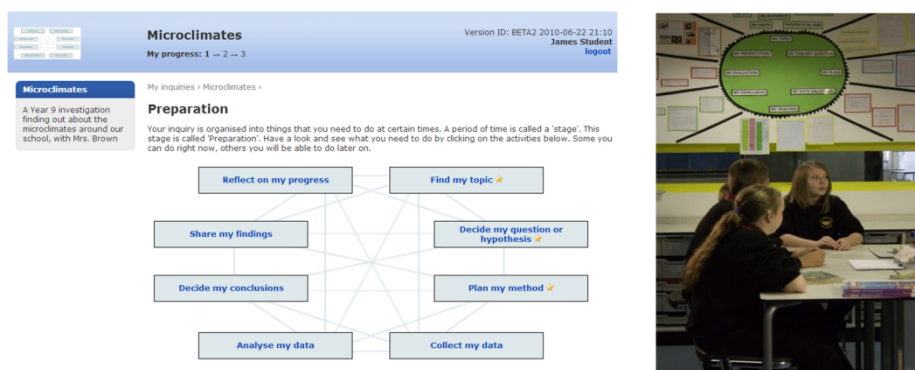 Microclimates
My progress: 1 → 2 → 3
Version ID: BETA2 2010-06-22 21:10
James Student
logout
Microclimates
A Year 9 investigation
finding out about the
microclimates around our
school, with Mrs. Brown
My inquiries › Microclimates ›
Preparation
Your inquiry is organised into things that you need to do at certain times. A period of time is called a 'stage'. This
stage is called 'Preparation'. Have a look and see what you need to do by clicking on the activities below. Some you
can do right now, others you will be able to do later on.
Reflect on my progress
Find my topic
Share my findings
Decide my question or
hypothesis
Decide my conclusions
Plan my method
Analyse my data
Collect my data